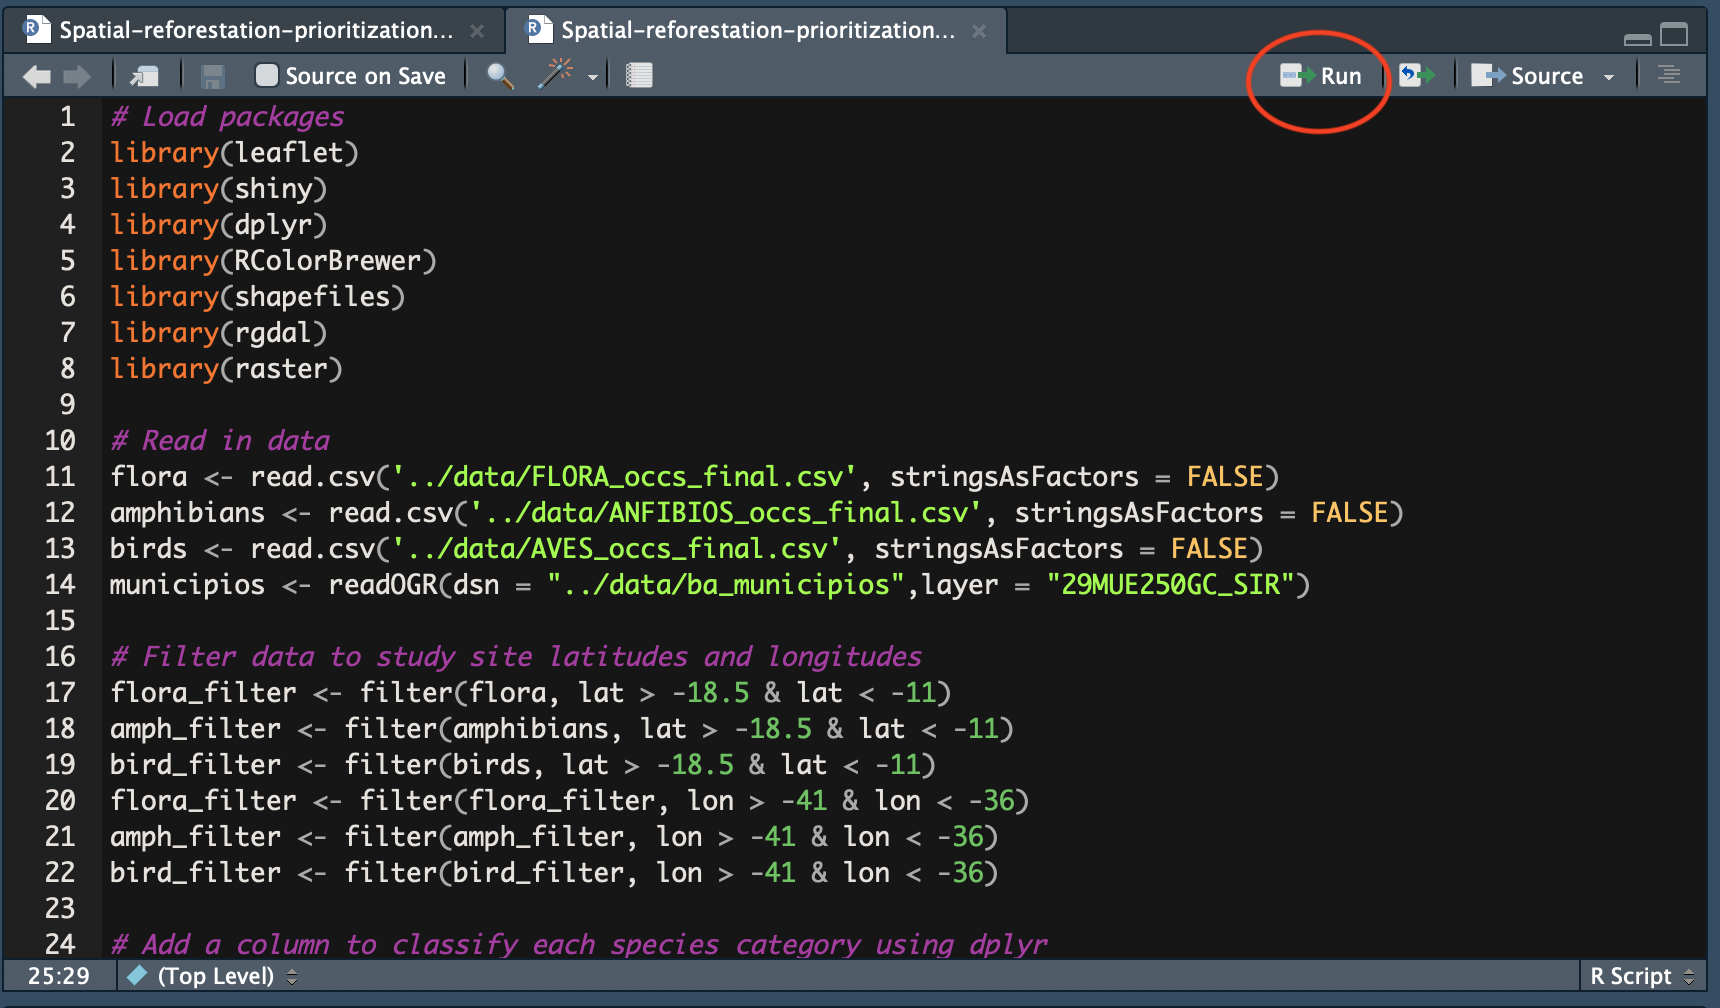 Spatial-reforestation-prioritization... Spatial-reforestation-prioritization...
Source on Save Run Source
1 # Load packages
2 library(leaflet)
3 library(shiny)
4 library(dplyr)
5 library(RColorBrewer)
6 library(shapefiles)
7 library(rgdal)
8 library(raster)
9
10 # Read in data
11 flora <- read.csv('../data/FLORA_occs_final.csv', stringsAsFactors = FALSE)
12 amphibians <- read.csv('../data/ANFIBIOS_occs_final.csv', stringsAsFactors = FALSE)
13 birds <- read.csv('../data/AVES_occs_final.csv', stringsAsFactors = FALSE)
14 municipios <- readOGR(dsn = "../data/ba_municipios",layer = "29MUE250GC_SIR")
15
16 # Filter data to study site latitudes and longitudes
17 flora_filter <- filter(flora, lat > -18.5 & lat < -11)
18 amph_filter <- filter(amphibians, lat > -18.5 & lat < -11)
19 bird_filter <- filter(birds, lat > -18.5 & lat < -11)
20 flora_filter <- filter(flora_filter, lon > -41 & lon < -36)
21 amph_filter <- filter(amph_filter, lon > -41 & lon < -36)
22 bird_filter <- filter(bird_filter, lon > -41 & lon < -36)
23
24 # Add a column to classify each species category using dplyr
25:29 (Top Level) R Script